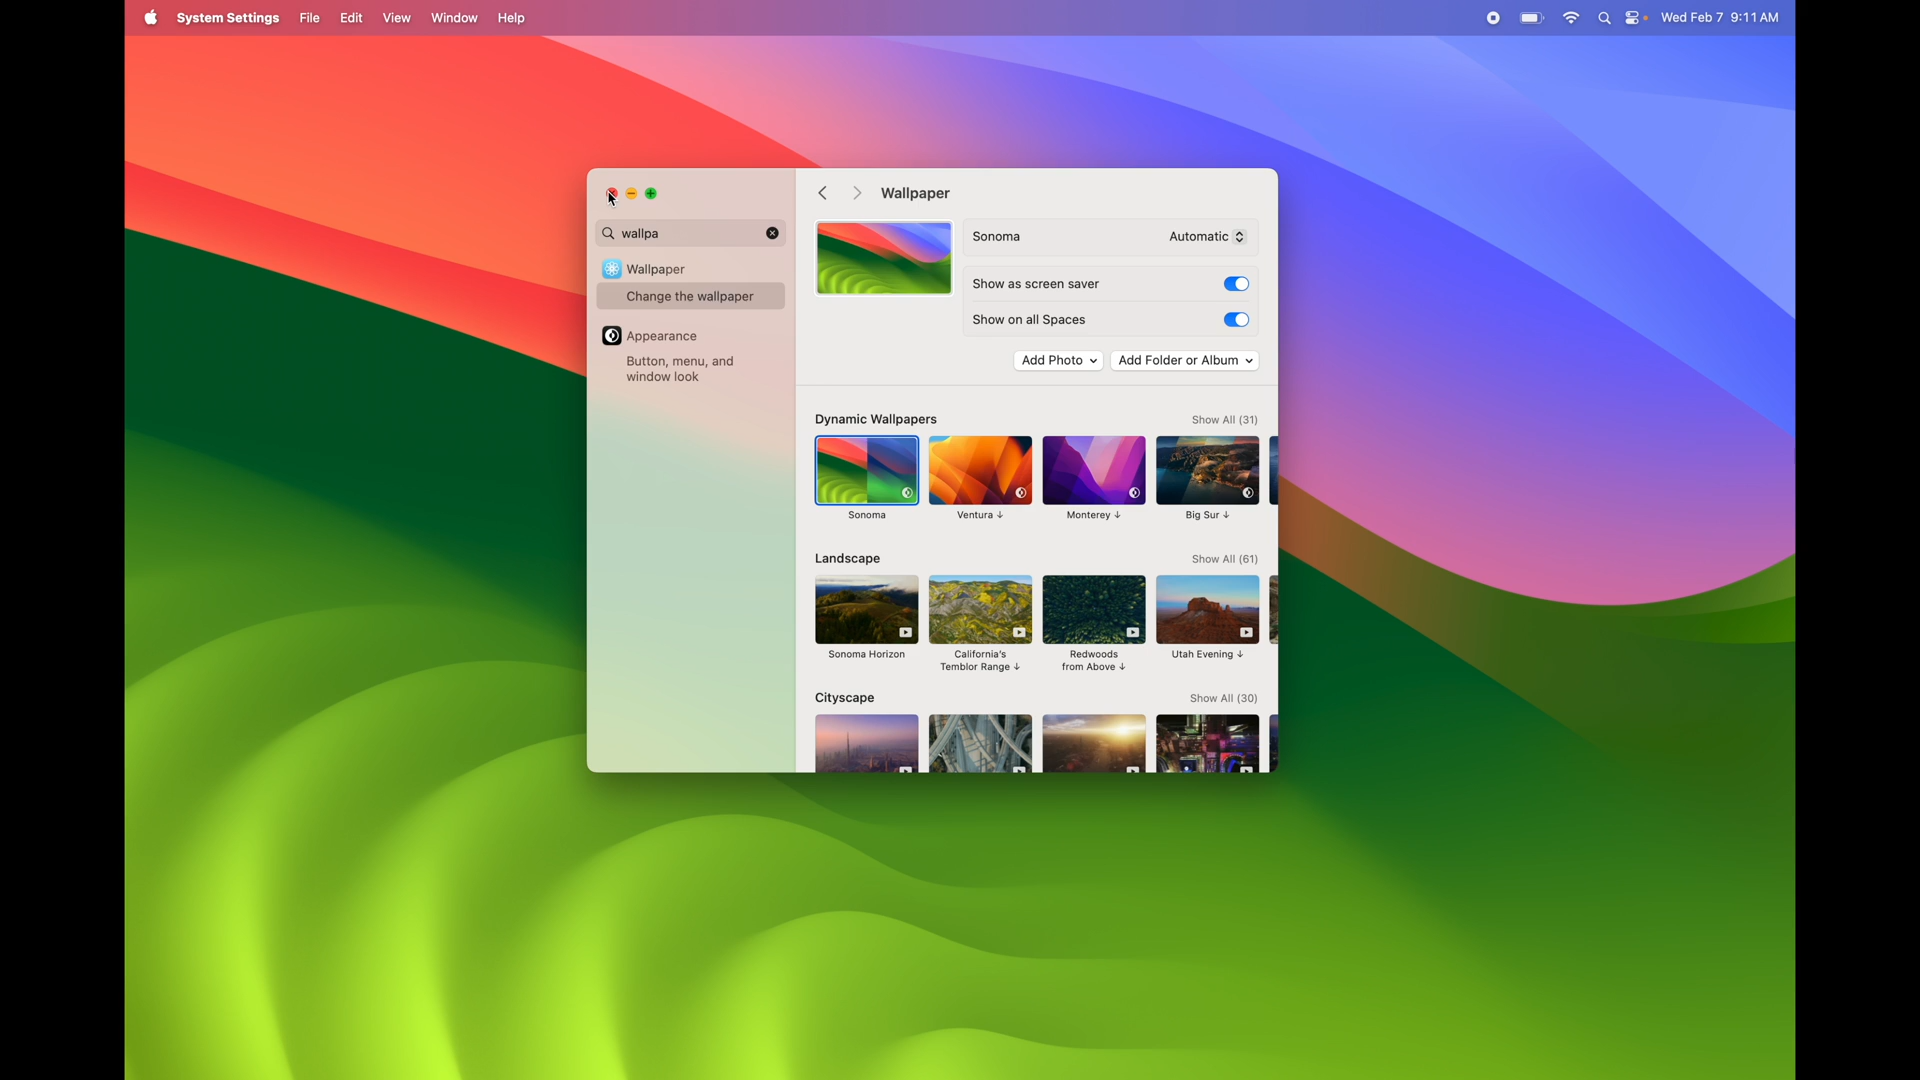 System Settings File Edit View Window Help
Wed Feb 7 9:11 AM
Wallpaper
wallpa
Wallpaper
Change the wallpaper
Appearance
Button, menu, and
window look
Sonoma Automatic
Show as screen saver
Show on all Spaces
Add Photo Add Folder or Album
Dynamic Wallpapers Show All (31)
Sonoma Ventura ↓ Monterey ↓ Big Sur ↓
Landscape Show All (61)
Sonoma Horizon California's Redwoods Utah Evening ↓
Temblor Range ↓ from Above ↓
Cityscape Show All (30)